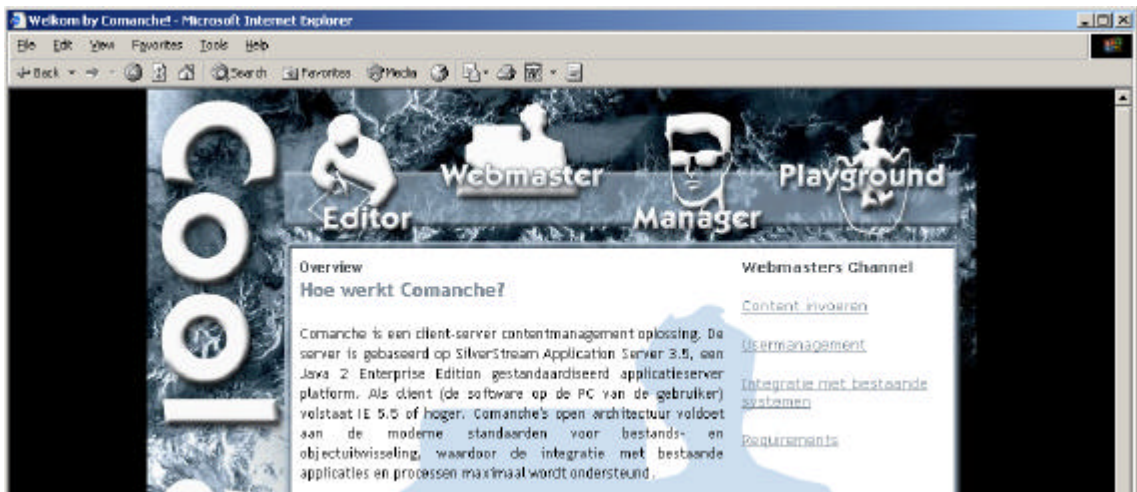 Welkom by Comanche! - Microsoft Internet Explorer
File Edit View Favorites Tools Help
Back Search Favorites Media
Cool
Editor
Webmaster
Manager
Playground
Overview
Hoe werkt Comanche?
Comanche is een client-server contentmanagement oplossing. De
server is gebaseerd op SilverStream Application Server 3.5, een
Java 2 Enterprise Edition gestandaardiseerd applicatieserver
platform. Als client (de software op de PC van de gebruiker)
volstaat IE 5.5 of hoger. Comanche's open architectuur voldoet
aan de moderne standaarden voor bestands- en
objectuitwisseling, waardoor de integratie met bestaande
applicaties en processen maximaal wordt ondersteund.
Webmasters Channel
Content invoeren
Usermanagement
Integratie met bestaande
systemen
Requirements